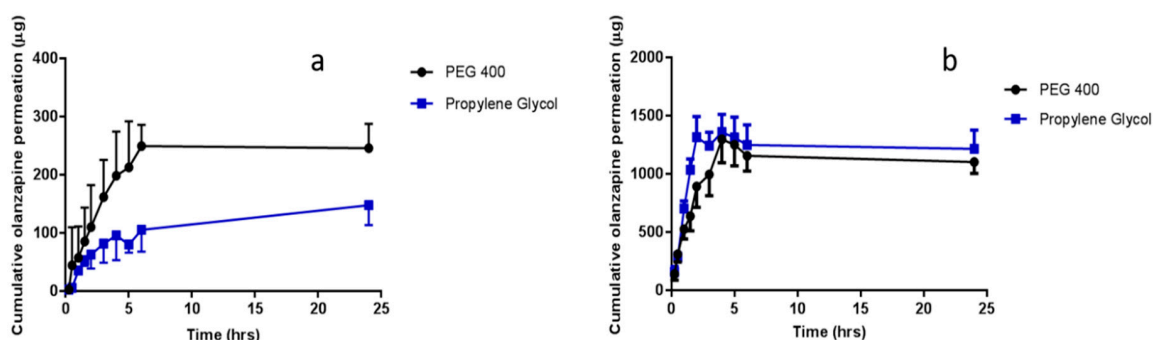 Cumulative olanzapine permeation (µg)
400
300
200
100
0
0 5 10 15 20 25
Time (hrs)
a
PEG 400
Propylene Glycol
Cumulative olanzapine permeation (µg)
2000
1500
1000
500
0
0 5 10 15 20 25
Time (hrs)
b
PEG 400
Propylene Glycol